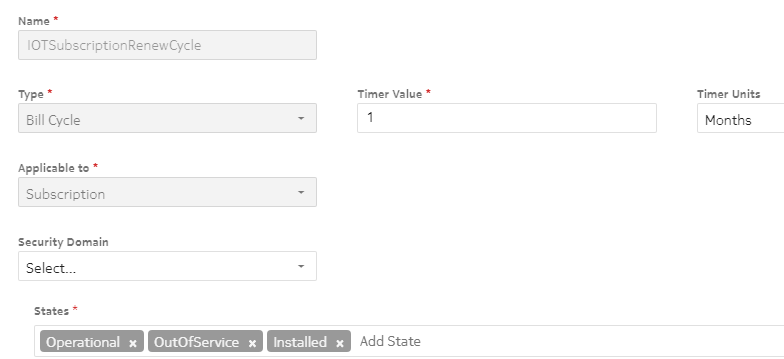 Name *
IOTSubscriptionRenewCycle
Type * Timer Value * Timer Units
Bill Cycle 1 Months
Applicable to *
Subscription
Security Domain
Select...
States *
Operational × OutOfService × Installed × Add State